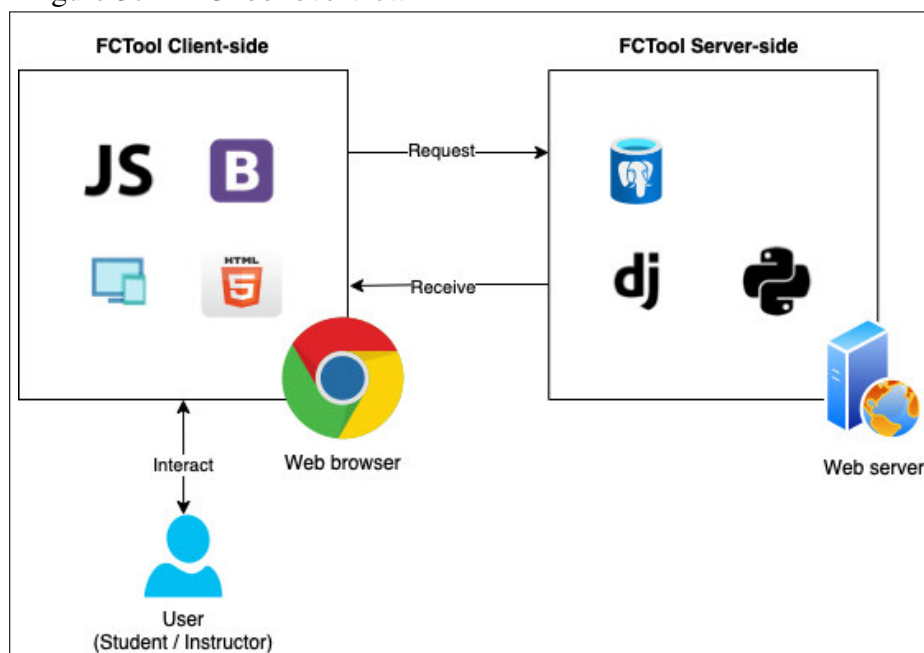 FCTool Client-side
FCTool Server-side
JS
B
Request
HTML
5
dj
Receive
Web browser
Web server
Interact
User
(Student / Instructor)